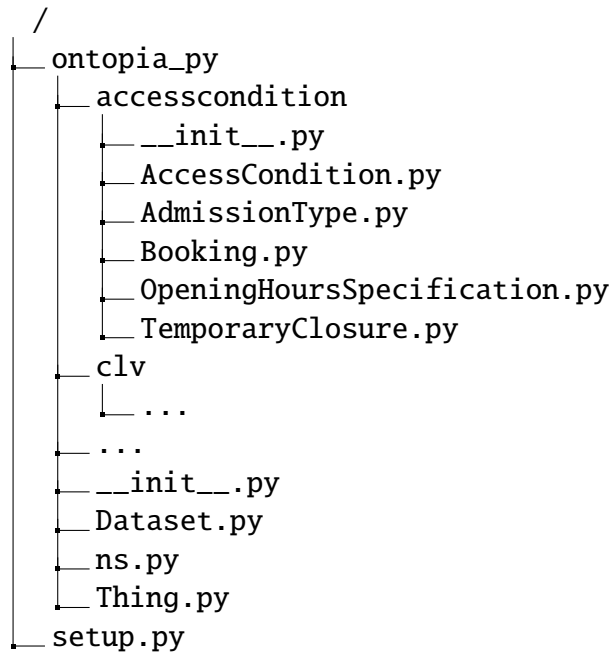 /
ontopia_py
accesscondition
__init__.py
AccessCondition.py
AdmissionType.py
Booking.py
OpeningHoursSpecification.py
TemporaryClosure.py
clv
...
...
__init__.py
Dataset.py
ns.py
Thing.py
setup.py